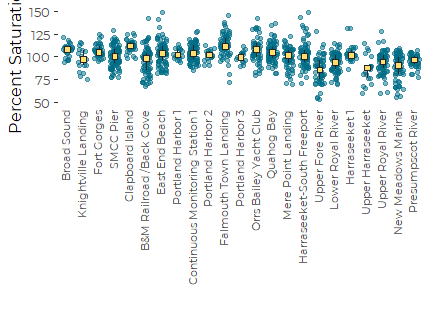 Percent Saturati
150
125
100
75
50
Broad Sound
Knightville Landing
Fort Gorges
SMCC Pier
Clapboard Island
B&M Railroad /Back Cove
East End Beach
Portland Harbor 1
Continuous Monitoring Station 1
Portland Harbor 2
Falmouth Town Landing
Portland Harbor 3
Orrs Bailey Yacht Club
Quahog Bay
Mere Point Landing
Harraseeket-South Freeport
Upper Fore River
Lower Royal River
Harraseeket 1
Upper Harraseeket
Upper Royal River
New Meadows Marina
Presumpscot River